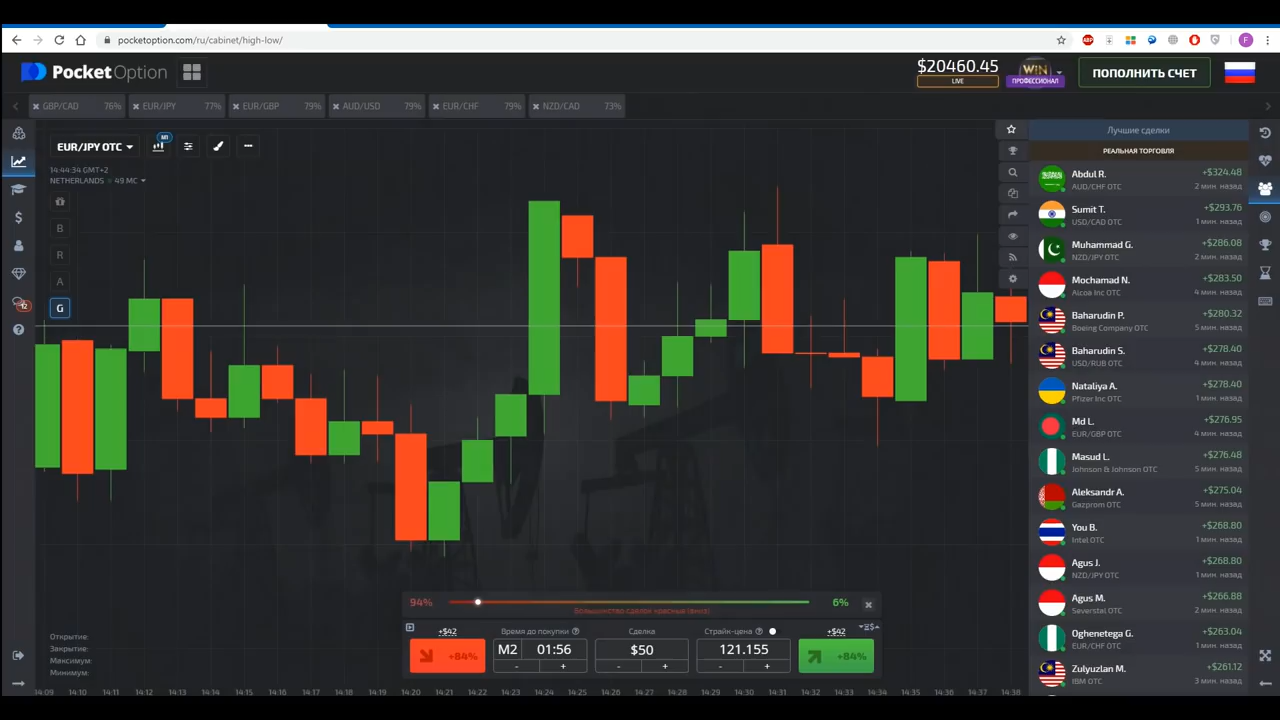 pocketoption.com/ru/cabinet/high-low/
PocketOption
$20460.45
LIVE
WIN
ПРОФЕССИОНАЛ
ПОПОЛНИТЬ СЧЕТ
GBP/CAD 76%
EUR/JPY 77%
EUR/GBP 79%
AUD/USD 79%
EUR/CHF 79%
NZD/CAD 73%
EUR/JPY OTC
М1
14:44:34 GMT+2
NETHERLANDS 49 МС
B
R
A
G
12
Лучшие сделки
РЕАЛЬНАЯ ТОРГОВЛЯ
Abdul R. +$324.48
AUD/CHF OTC 2 мин. назад
Sumit T. +$293.76
USD/CAD OTC 1 мин. назад
Muhammad G. +$286.08
NZD/JPY OTC 2 мин. назад
Mochamad N. +$283.50
Alcoa Inc OTC 4 мин. назад
Baharudin P. +$280.32
Boeing Company OTC 5 мин. назад
Baharudin S. +$278.40
USD/RUB OTC 4 мин. назад
Nataliya A. +$278.40
Pfizer Inc OTC 1 мин. назад
Md L. +$276.95
EUR/GBP OTC 4 мин. назад
Masud L. +$276.48
Johnson & Johnson OTC 5 мин. назад
Aleksandr A. +$275.04
Gazprom OTC 5 мин. назад
You B. +$268.80
Intel OTC 1 мин. назад
Agus J. +$268.80
NZD/JPY OTC 1 мин. назад
Agus M. +$266.88
Severstel OTC 2 мин. назад
Oghenetega G. +$263.04
EUR/CHF OTC 1 мин. назад
Zulyuzlan M. +$261.12
IBM OTC 3 мин. назад
94% 6%
Большинство сделок красные (вниз)
+$42 Время до покупки Сделка Страйк-цена +$42
+84% M2 01:56 $50 121.155 +84%
- + - + - +
Открытие:
Закрытие:
Максимум:
Минимум:
14:09 14:10 14:11 14:12 14:13 14:14 14:15 14:16 14:17 14:18 14:19 14:20 14:21 14:22 14:23 14:24 14:25 14:26 14:27 14:28 14:29 14:30 14:31 14:32 14:33 14:34 14:35 14:36 14:37 14:38